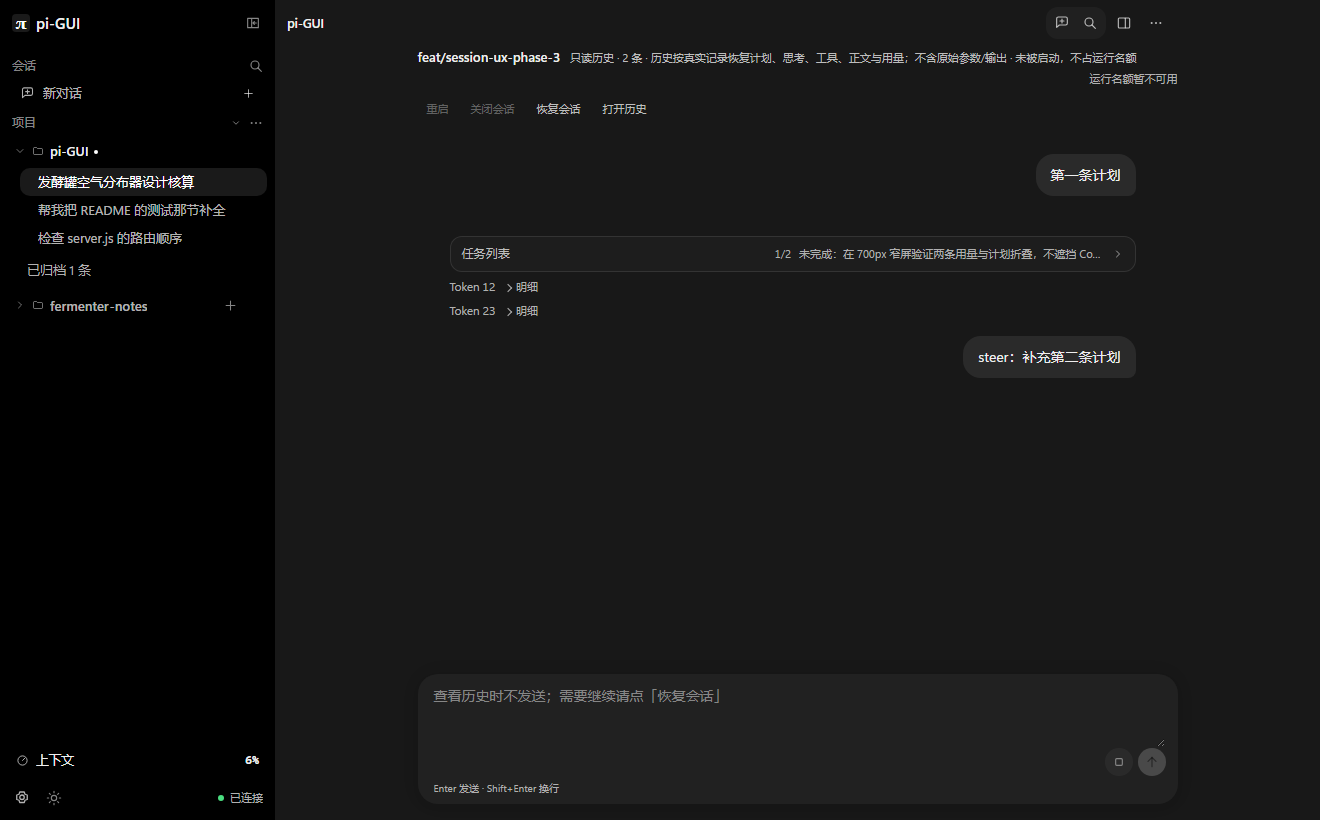 π pi-GUI
会话
新对话
项目
pi-GUI •
发酵罐空气分布器设计核算
帮我把 README 的测试那节补全
检查 server.js 的路由顺序
已归档 1 条
fermenter-notes
上下文 6%
已连接
pi-GUI
feat/session-ux-phase-3 只读历史 · 2 条 · 历史按真实记录恢复计划、思考、工具、正文与用量；不含原始参数/输出 · 未被启动，不占运行名额
运行名额暂不可用
重启 关闭会话 恢复会话 打开历史
第一条计划
任务列表 1/2 未完成：在 700px 窄屏验证两条用量与计划折叠，不遮挡 Co...
Token 12 明细
Token 23 明细
steer：补充第二条计划
查看历史时不发送；需要继续请点「恢复会话」
Enter 发送 · Shift+Enter 换行